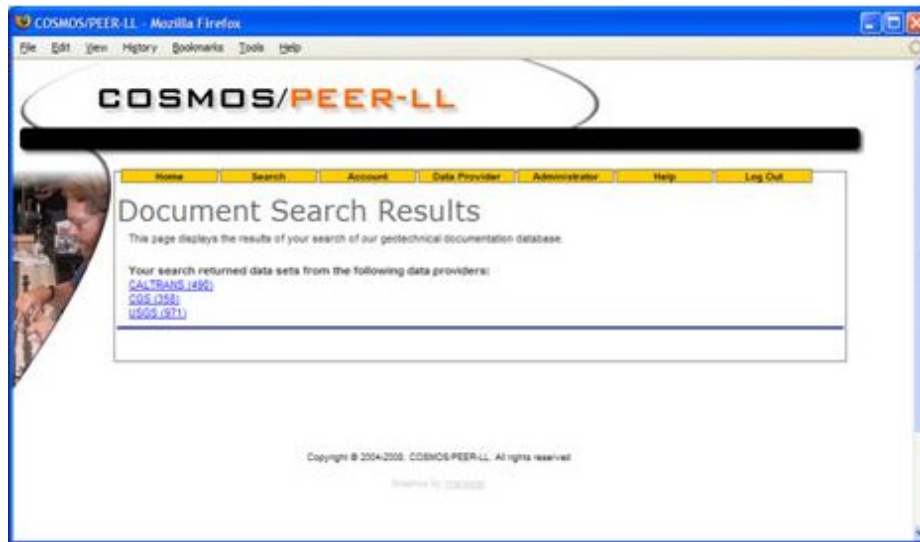 COSMOS/PEER-LL - Mozilla Firefox
File Edit View History Bookmarks Tools Help
COSMOS/PEER-LL
Home Search Account Data Provider Administrator Help Log Out
Document Search Results
This page displays the results of your search of our geotechnical documentation database.
Your search returned data sets from the following data providers:
CALTRANS (490)
CGS (358)
USGS (971)
Copyright © 2004-2009. COSMOS/PEER-LL. All rights reserved